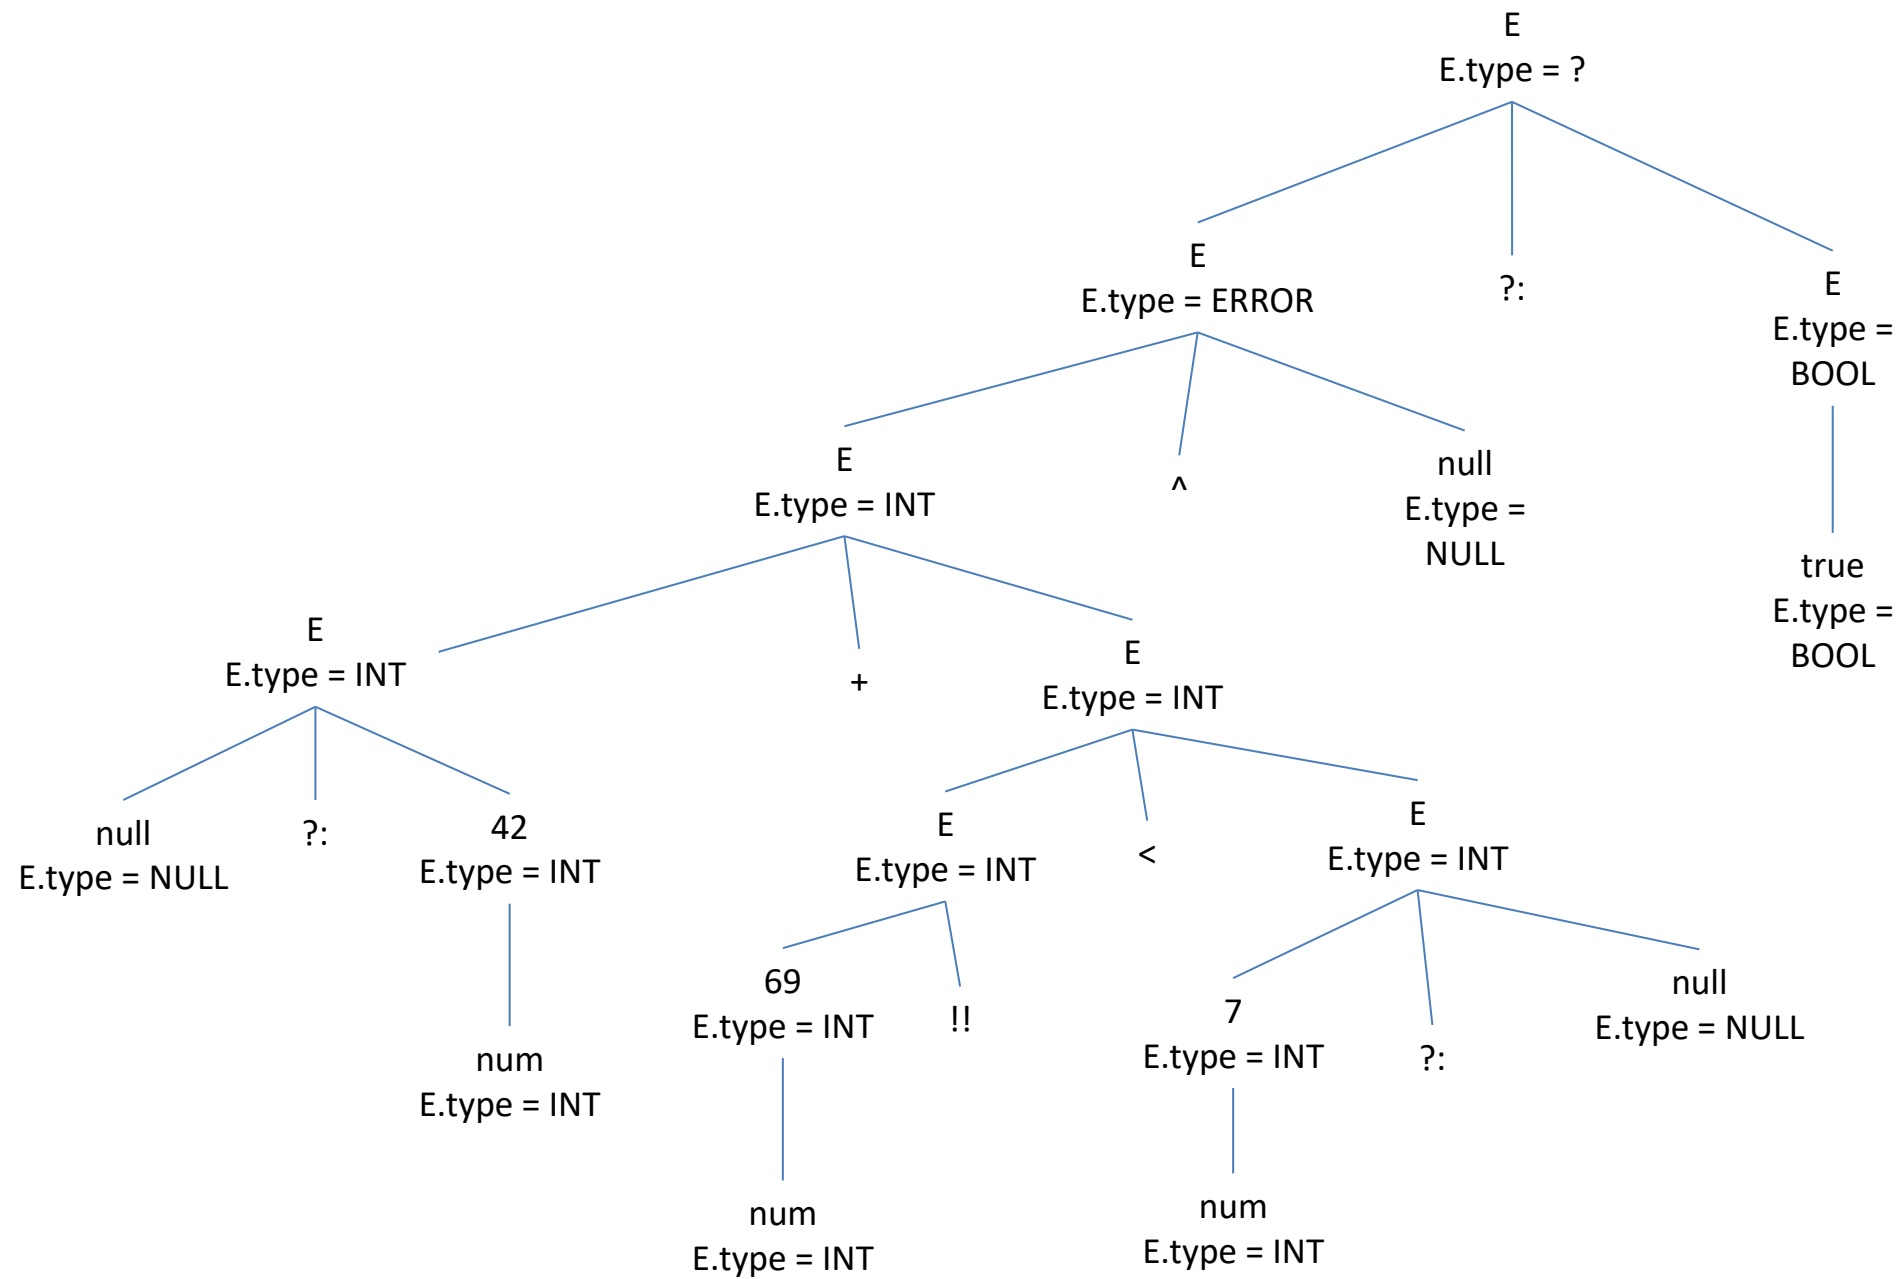 E
E.type = ?
E
E.type = ERROR
?:
E
E.type =
BOOL
E
E.type = INT
^
null
E.type =
NULL
true
E.type =
BOOL
E
E.type = INT
+
E
E.type = INT
null
E.type = NULL
?:
42
E.type = INT
E
E.type = INT
<
E
E.type = INT
69
E.type = INT
!!
7
E.type = INT
?:
null
E.type = NULL
num
E.type = INT
num
E.type = INT
num
E.type = INT